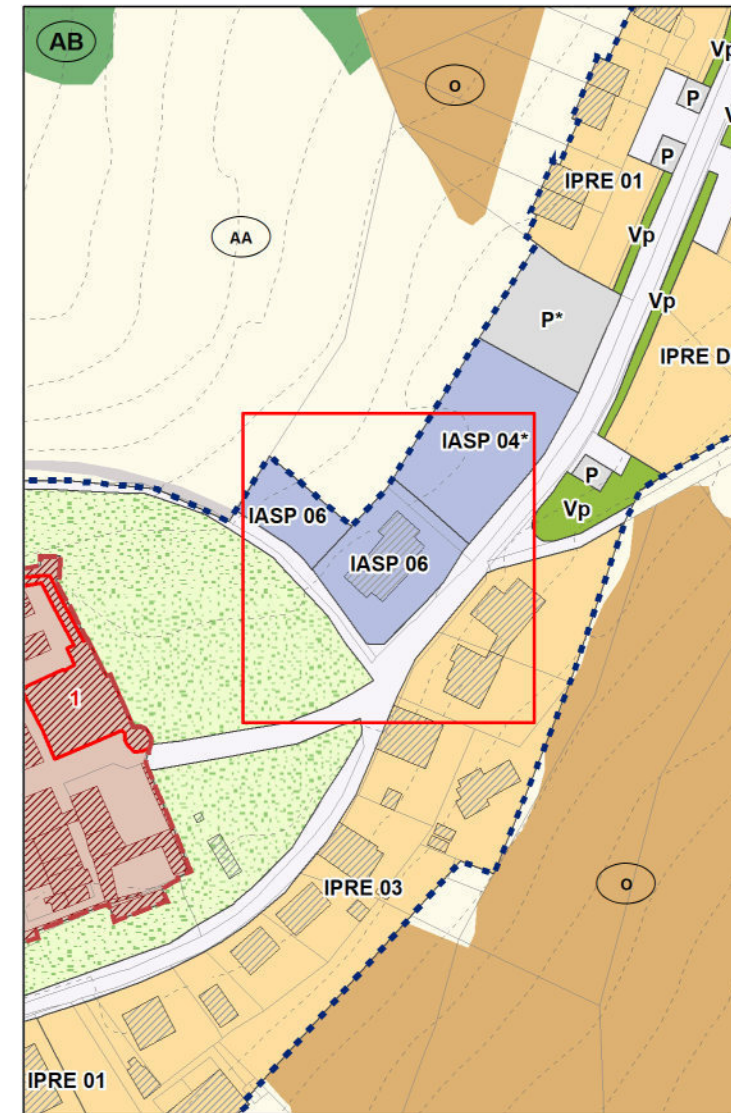 AB
Vp
O
P
V
P
IPRE 01
AA
Vp
Vp
P*
IPRE D
IASP 04*
P
IASP 06
Vp
IASP 06
1
O
IPRE 03
IPRE 01